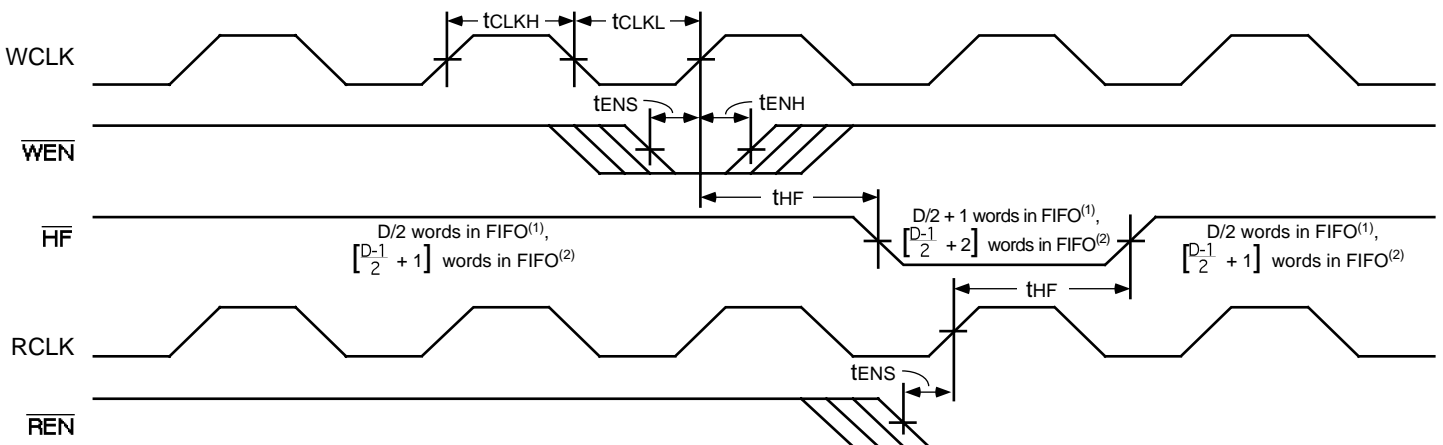 tCLKH
tCLKL
WCLK
tENS
tENH
WEN
tHF
HF
D/2 words in FIFO(1),
[D-1/2 + 1] words in FIFO(2)
D/2 + 1 words in FIFO(1),
[D-1/2 + 2] words in FIFO(2)
D/2 words in FIFO(1),
[D-1/2 + 1] words in FIFO(2)
tHF
RCLK
tENS
REN